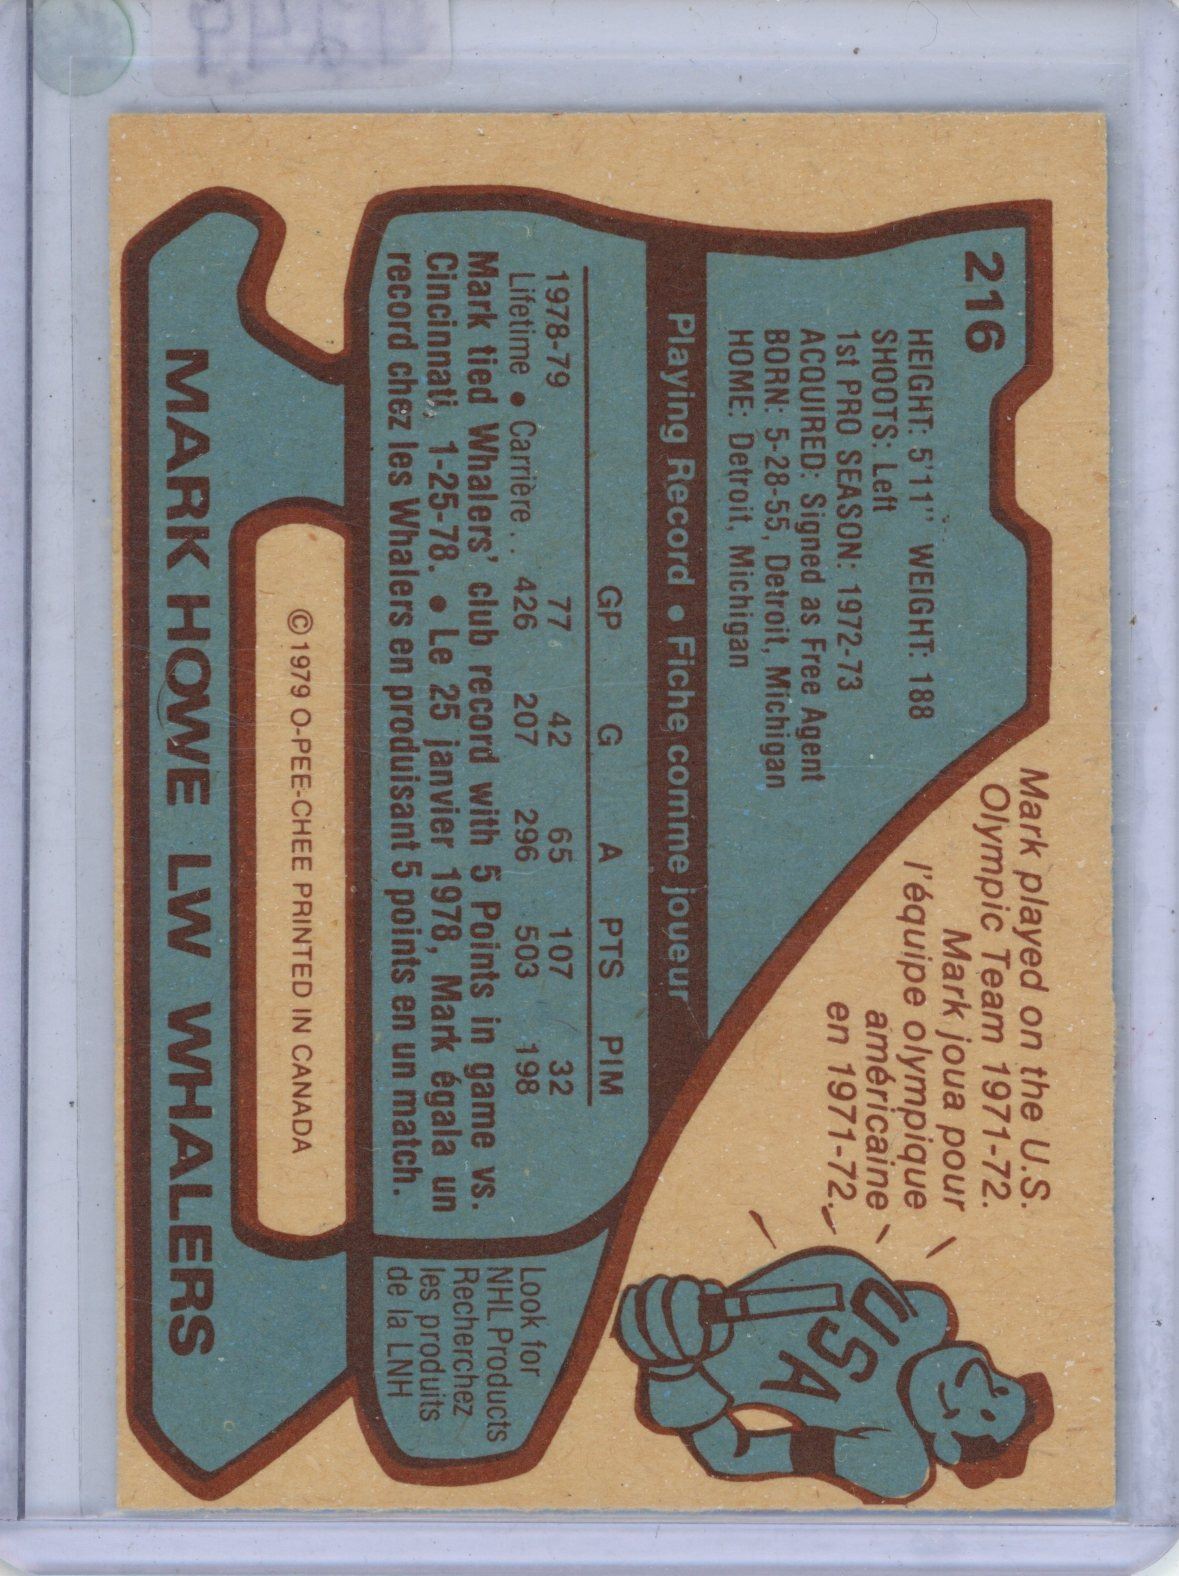 216
HEIGHT: 5'11" WEIGHT: 188
SHOOTS: Left
1st PRO SEASON: 1972-73
ACQUIRED: Signed as Free Agent
BORN: 5-28-55, Detroit, Michigan
HOME: Detroit, Michigan
Mark played on the U.S.
Olympic Team 1971-72.
Mark joua pour
l'équipe olympique
américaine
en 1971-72.
USA
Playing Record • Fiche comme joueur
GP G A PTS PIM
1978-79 77 42 65 107 32
Lifetime • Carrière.. 426 207 296 503 198
Mark tied Whalers' club record with 5 Points in game vs.
Cincinnati, 1-25-78. • Le 25 janvier 1978, Mark égala un
record chez les Whalers en produisant 5 points en un match.
Look for
NHL Products
Recherchez
les produits
de la LNH
© 1979 O-PEE-CHEE PRINTED IN CANADA
MARK HOWE LW WHALERS